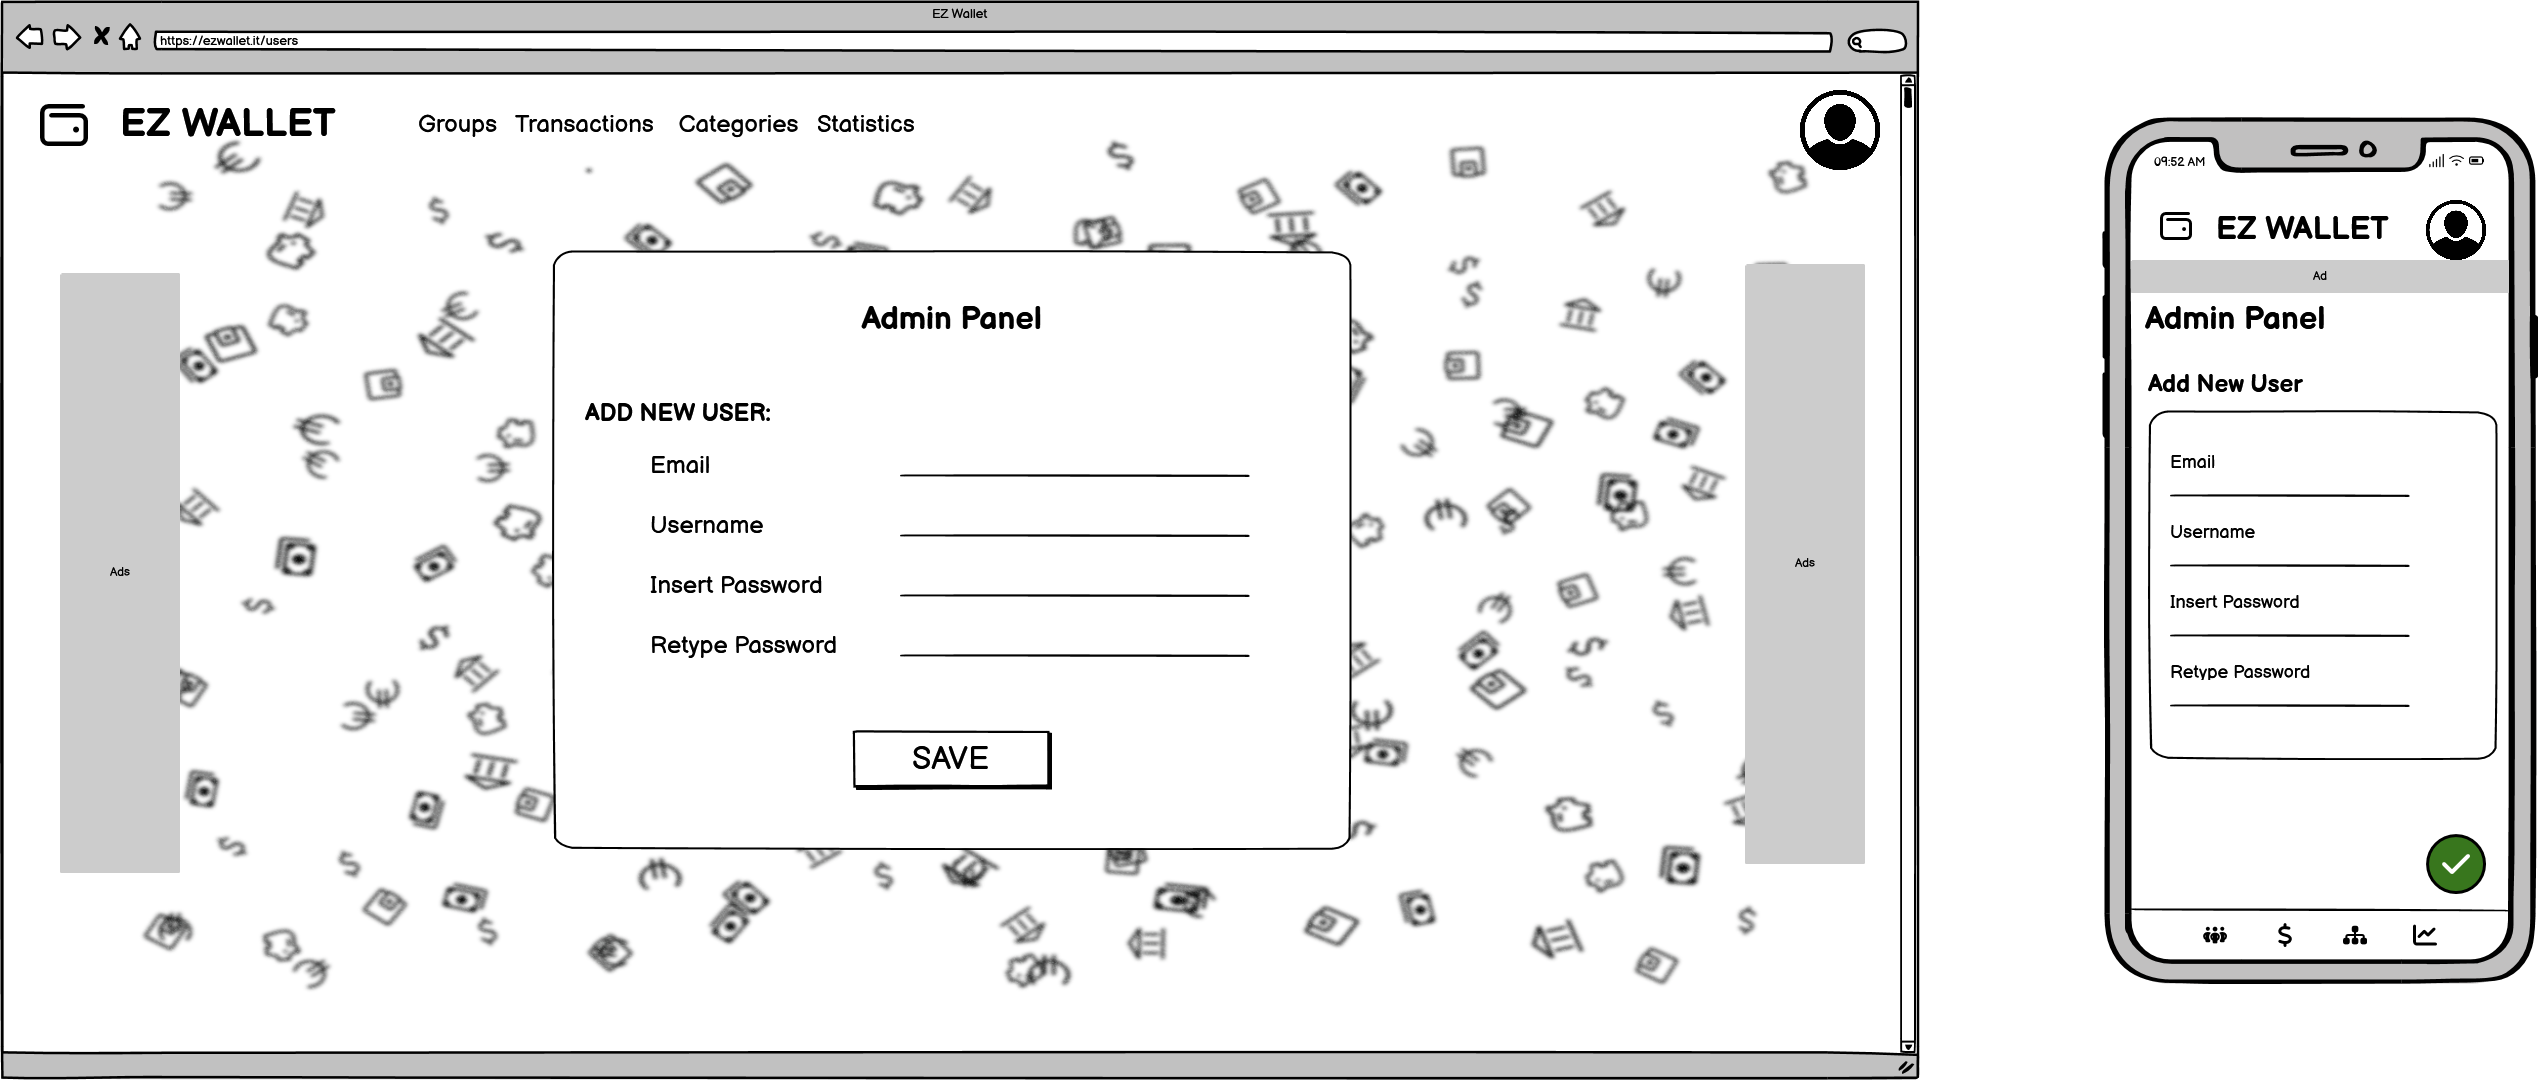 EZ Wallet
https://ezwallet.it/users
EZ WALLET
Groups Transactions Categories Statistics
Ads
Admin Panel
ADD NEW USER:
Email
Username
Insert Password
Retype Password
SAVE
Ads
09:52 AM
EZ WALLET
Ad
Admin Panel
Add New User
Email
Username
Insert Password
Retype Password